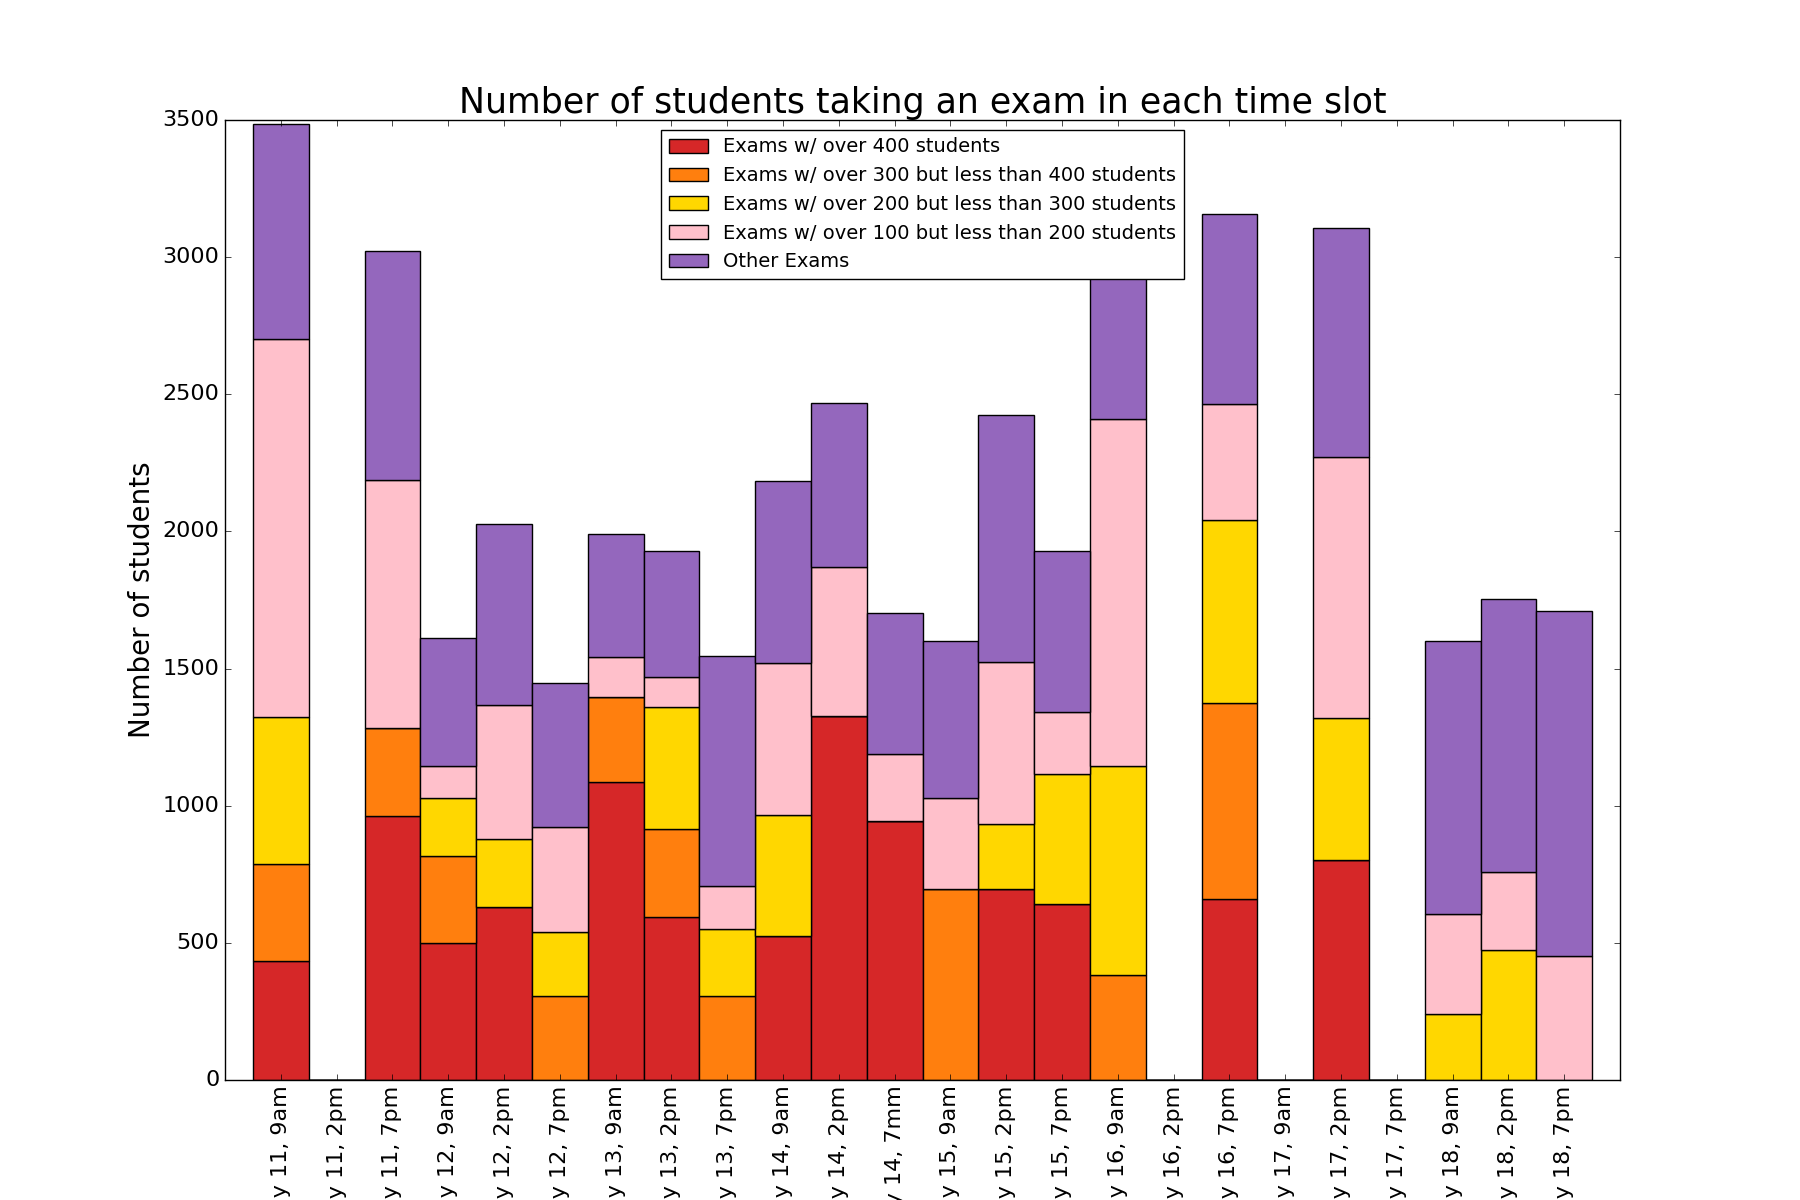 Number of students taking an exam in each time slot
Exams w/ over 400 students
Exams w/ over 300 but less than 400 students
Exams w/ over 200 but less than 300 students
Exams w/ over 100 but less than 200 students
Other Exams
Number of students
3500
3000
2500
2000
1500
1000
500
0
y 11, 9am
y 11, 2pm
y 11, 7pm
y 12, 9am
y 12, 2pm
y 12, 7pm
y 13, 9am
y 13, 2pm
y 13, 7pm
y 14, 9am
y 14, 2pm
y 14, 7mm
y 15, 9am
y 15, 2pm
y 15, 7pm
y 16, 9am
y 16, 2pm
y 16, 7pm
y 17, 9am
y 17, 2pm
y 17, 7pm
y 18, 9am
y 18, 2pm
y 18, 7pm